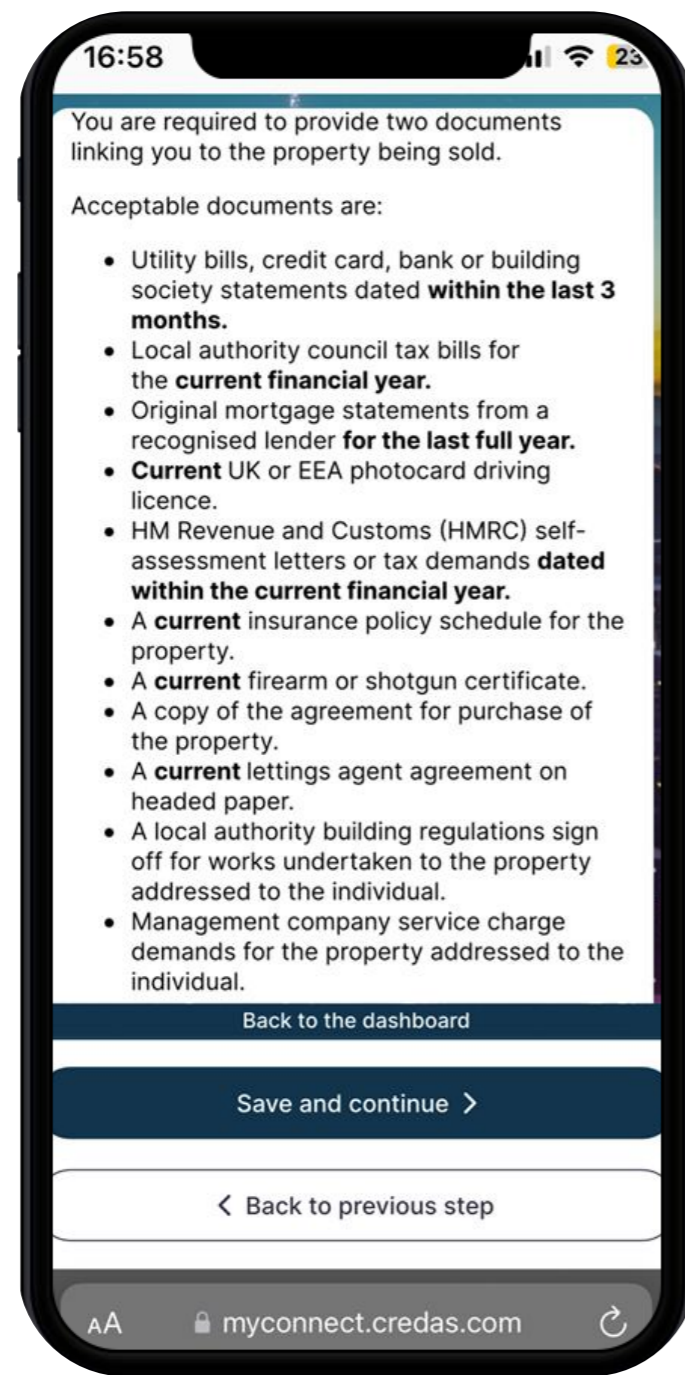 16:58
23
You are required to provide two documents
linking you to the property being sold.
Acceptable documents are:
• Utility bills, credit card, bank or building
society statements dated within the last 3
months.
• Local authority council tax bills for
the current financial year.
• Original mortgage statements from a
recognised lender for the last full year.
• Current UK or EEA photocard driving
licence.
• HM Revenue and Customs (HMRC) self-
assessment letters or tax demands dated
within the current financial year.
• A current insurance policy schedule for the
property.
• A current firearm or shotgun certificate.
• A copy of the agreement for purchase of
the property.
• A current lettings agent agreement on
headed paper.
• A local authority building regulations sign
off for works undertaken to the property
addressed to the individual.
• Management company service charge
demands for the property addressed to the
individual.
Back to the dashboard
Save and continue >
< Back to previous step
AA myconnect.credas.com